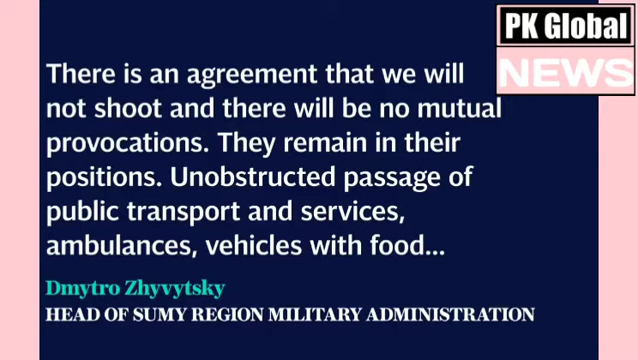 PK Global
NEWS
There is an agreement that we will
not shoot and there will be no mutual
provocations. They remain in their
positions. Unobstructed passage of
public transport and services,
ambulances, vehicles with food...
Dmytro Zhyvytsky
HEAD OF SUMY REGION MILITARY ADMINISTRATION